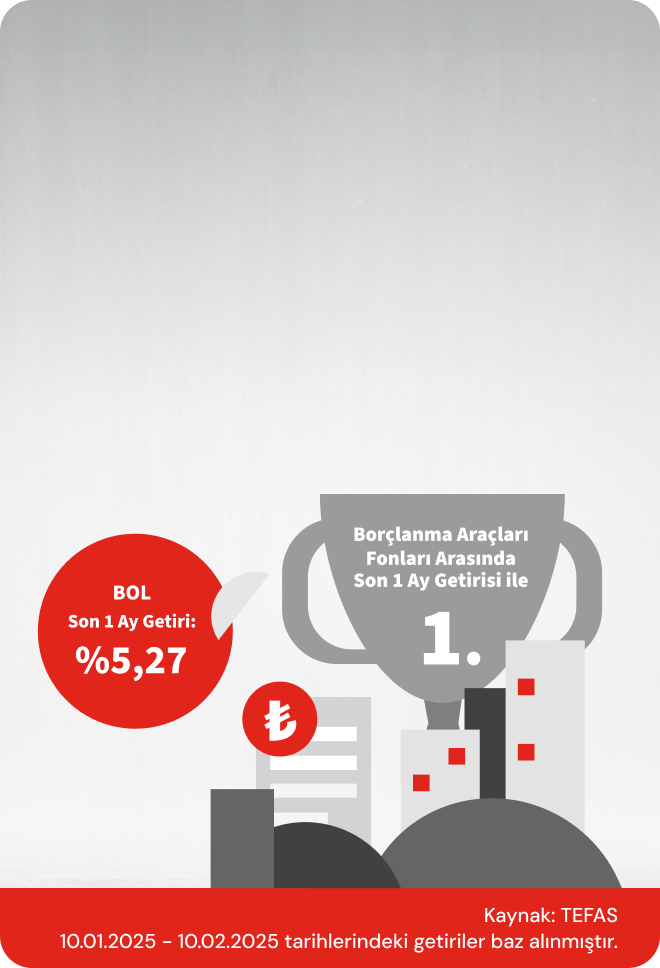 Borçlanma Araçları
Fonları Arasında
Son 1 Ay Getirisi ile
1.
BOL
Son 1 Ay Getiri:
%5,27
₺
Kaynak: TEFAS
10.01.2025 - 10.02.2025 tarihlerindeki getiriler baz alınmıştır.